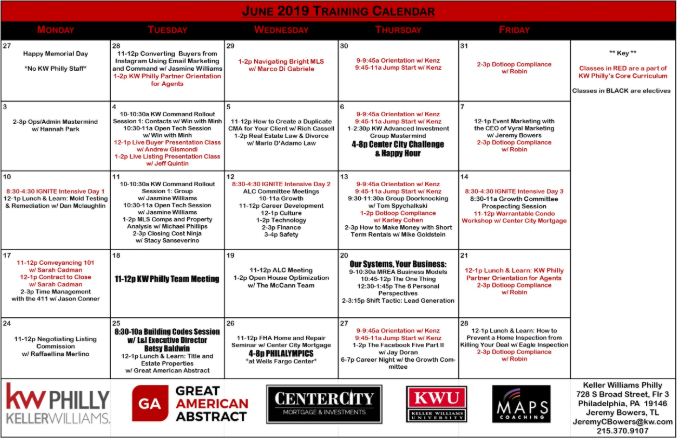 JUNE 2019 TRAINING CALENDAR
MONDAY
TUESDAY
WEDNESDAY
THURSDAY
FRIDAY
27
Happy Memorial Day
*No KW Philly Staff*
28
11-12p Converting Buyers from
Instagram Using Email Marketing
and Command w/ Jasmine Williams
1-2p KW Philly Partner Orientation
for Agents
29
1-2p Navigating Bright MLS
w/ Marco Di Gabriele
30
9-9:45a Orientation w/ Kenz
9:45-11a Jump Start w/ Kenz
31
2-3p Dotloop Compliance
w/ Robin
** Key **
Classes in RED are a part of
KW Philly's Core Curriculum
Classes in BLACK are electives
3
2-3p Ops/Admin Mastermind
w/ Hannah Park
4
10-10:30a KW Command Rollout
Session 1: Contacts w/ Win with Minh
10:30-11a Open Tech Session
w/ Win with Minh
12-1p Live Buyer Presentation Class
w/ Andrew Gismondi
1-2p Live Listing Presentation Class
w/ Jeff Quintin
5
11-12p How to Create a Duplicate
CMA for Your Client w/ Rich Cassell
1-2p Real Estate Law & Divorce
w/ Mario D'Adamo Law
6
9-9:45a Orientation w/ Kenz
9:45-11a Jump Start w/ Kenz
1-2:30p KW Advanced Investment
Group Mastermind
4-8p Center City Challenge
& Happy Hour
7
12-1p Event Marketing with
the CEO of Vyral Marketing
w/ Jeremy Bowers
2-3p Dotloop Compliance
w/ Robin
10
8:30-4:30 IGNITE Intensive Day 1
12-1p Lunch & Learn: Mold Testing
& Remediation w/ Dan Mclaughlin
11
10-10:30a KW Command Rollout
Session 1: Group
w/ Jasmine Williams
10:30-11a Open Tech Session
w/ Jasmine Williams
1-2p MLS Comps and Property
Analysis w/ Michael Phillips
2-3p Closing Cost Ninja
w/ Stacy Sanseverino
12
8:30-4:30 IGNITE Intensive Day 2
ALC Committee Meetings
10-11a Growth
11-12p Career Development
12-1p Culture
1-2p Technology
2-3p Finance
3-4p Safety
13
9-9:45a Orientation w/ Kenz
9:45-11a Jump Start w/ Kenz
9:30-11:30a Group Doorknocking
w/ Tom Spychalski
1-2p Dotloop Compliance
w/ Karley Cohen
2-3p How to Make Money with Short
Term Rentals w/ Mike Goldstein
14
8:30-4:30 IGNITE Intensive Day 3
8:30-11a Growth Committee
Prospecting Session
11-12p Warrantable Condo
Workshop w/ Center City Mortgage
17
11-12p Conveyancing 101
w/ Sarah Cadman
12-1p Contract to Close
w/ Sarah Cadman
2-3p Time Management
with the 411 w/ Jason Conner
18
11-12p KW Philly Team Meeting
19
11-12p ALC Meeting
1-2p Open House Optimization
w/ The McCann Team
20
Our Systems, Your Business:
9-10:30a MREA Business Models
10:45-12p The One Thing
12:30-1:45p The 6 Personal
Perspectives
2-3:15p Shift Tactic: Lead Generation
21
12-1p Lunch & Learn: KW Philly
Partner Orientation for Agents
2-3p Dotloop Compliance
w/ Robin
24
11-12p Negotiating Listing
Commission
w/ Raffaellina Merlino
25
8:30-10a Building Codes Session
w/ L&I Executive Director
Betsy Baldwin
12-1p Lunch & Learn: Title and
Estate Properties
w/ Great American Abstract
26
11-12p FHA Home and Repair
Seminar w/ Center City Mortgage
4-8p PHILALYMPICS
*at Wells Fargo Center*
27
9-9:45a Orientation w/ Kenz
9:45-11a Jump Start w/ Kenz
1-2p The Facebook Five Part II
w/ Jay Doran
6-7p Career Night w/ the Growth Com-
mittee
28
12-1p Lunch & Learn: How to
Prevent a Home Inspection from
Killing Your Deal w/ Eagle Inspection
2-3p Dotloop Compliance
w/ Robin
kw PHILLY
KELLERWILLIAMS.
GA
GREAT
AMERICAN
ABSTRACT
CENTERCITY
MORTGAGE & INVESTMENTS
KWU
KELLER WILLIAMS
UNIVERSITY
MAPS
COACHING
Keller Williams Philly
728 S Broad Street, Flr 3
Philadelphia, PA 19146
Jeremy Bowers, TL
JeremyCBowers@kw.com
215.370.9107